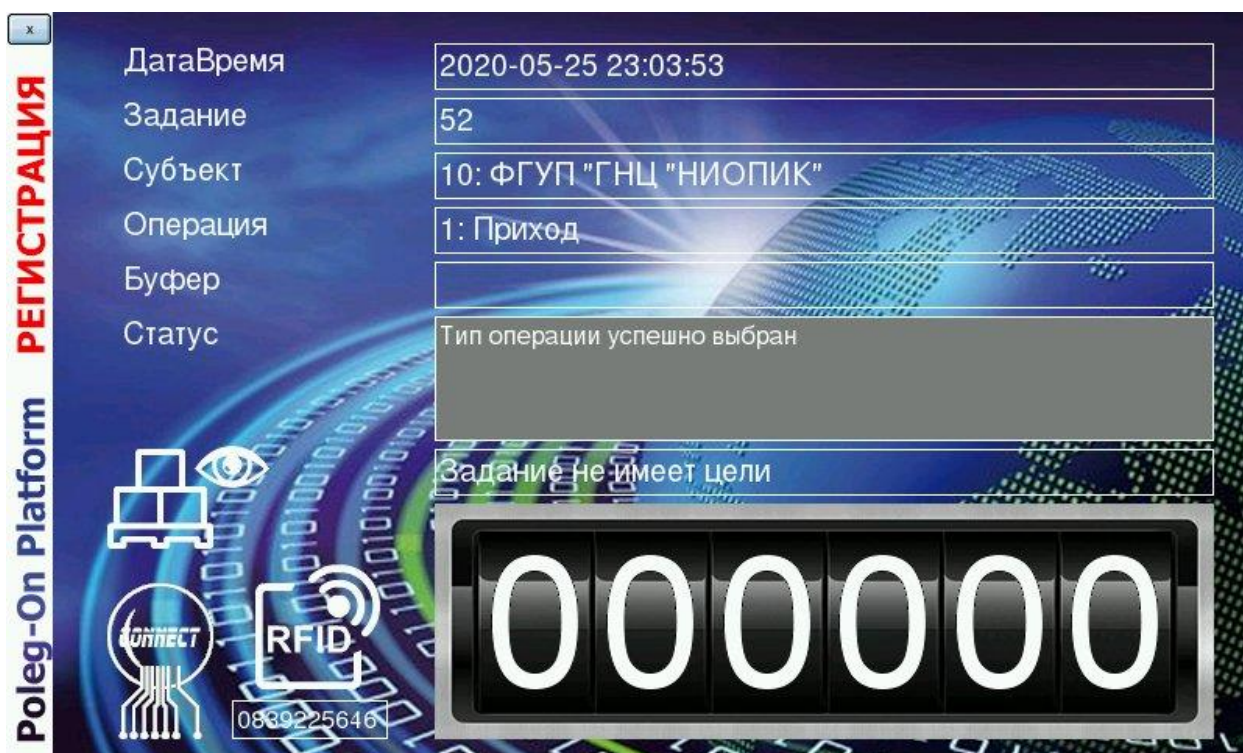 x
Poleg-On Platform РЕГИСТРАЦИЯ
ДатаВремя 2020-05-25 23:03:53
Задание 52
Субъект 10: ФГУП "ГНЦ "НИОПИК"
Операция 1: Приход
Буфер
Статус Тип операции успешно выбран
Задание не имеет цели
000000
CONNECT
RFID
0839225646